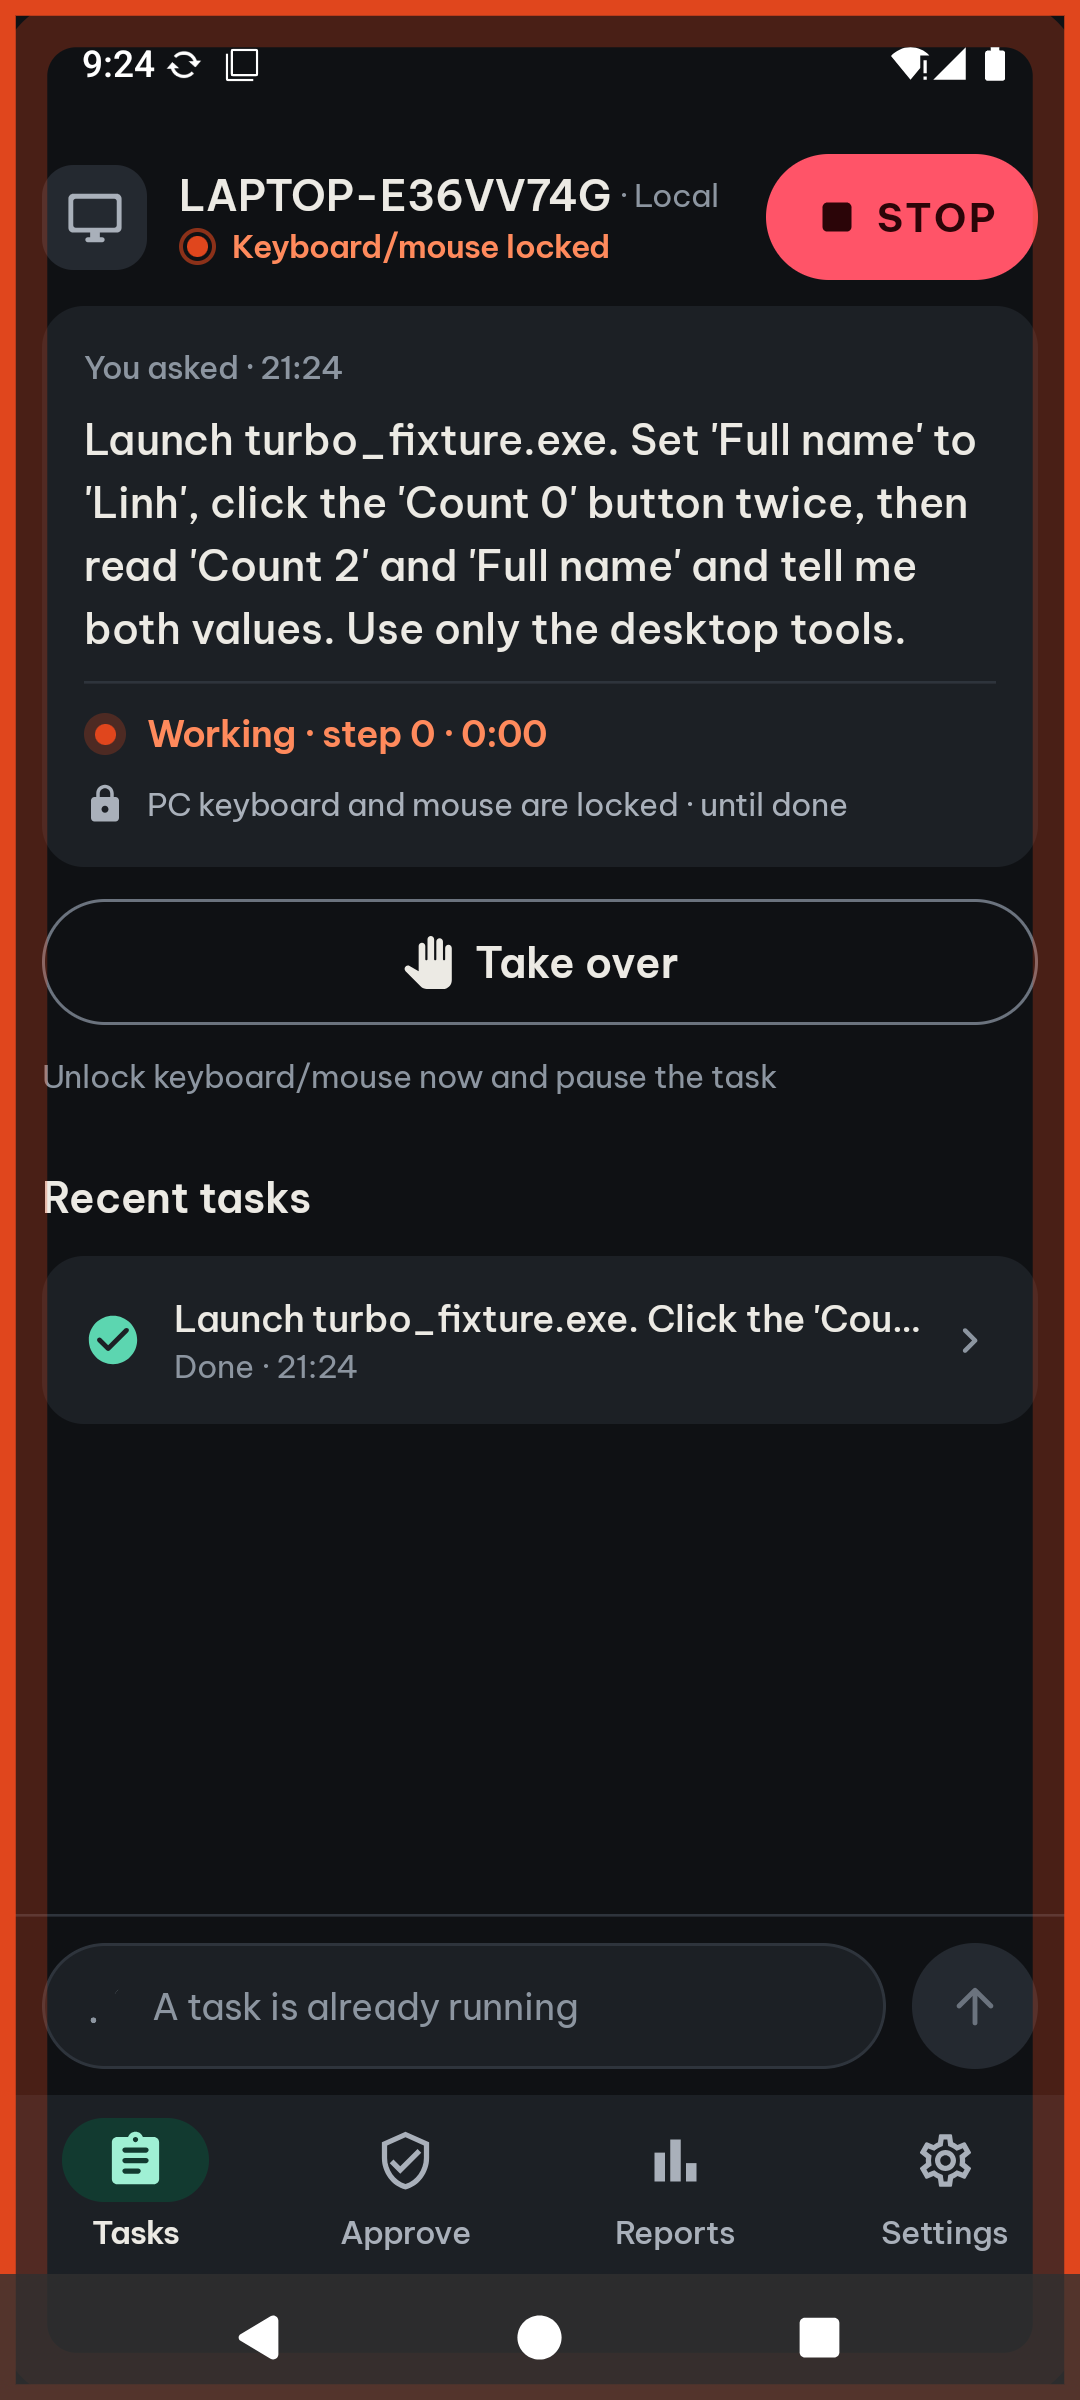 9:24
LAPTOP-E36VV74G · Local
Keyboard/mouse locked
STOP
You asked · 21:24
Launch turbo_fixture.exe. Set 'Full name' to
'Linh', click the 'Count 0' button twice, then
read 'Count 2' and 'Full name' and tell me
both values. Use only the desktop tools.
Working · step 0 · 0:00
PC keyboard and mouse are locked · until done
Take over
Unlock keyboard/mouse now and pause the task
Recent tasks
Launch turbo_fixture.exe. Click the 'Cou...
Done · 21:24
A task is already running
Tasks
Approve
Reports
Settings